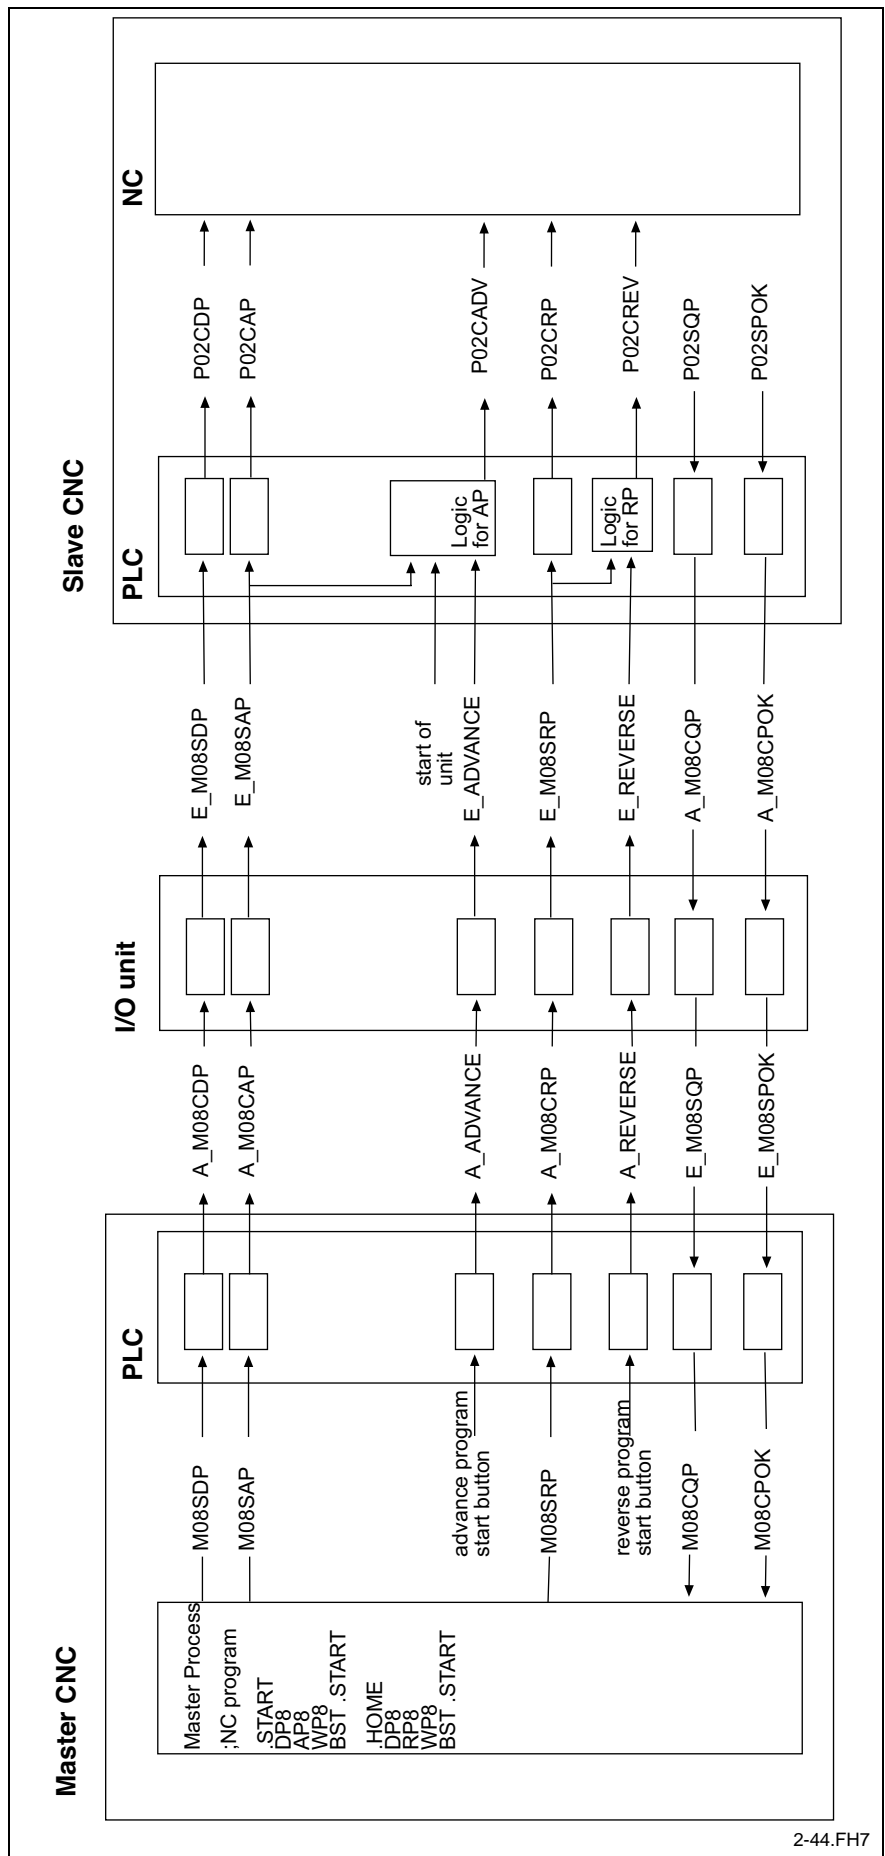 Master CNC
Master Process
;NC program
.START
DP8
AP8
WP8
BST .START
.HOME
DP8
RP8
WP8
BST .START
M08SDP
M08SAP
advance program
start button
M08SRP
reverse program
start button
M08CQP
M08CPOK
PLC
A_M08CDP
A_M08CAP
A_ADVANCE
A_M08CRP
A_REVERSE
E_M08SQP
E_M08SPOK
I/O unit
E_M08SDP
E_M08SAP
start of
unit
E_ADVANCE
E_M08SRP
E_REVERSE
A_M08CQP
A_M08CPOK
Slave CNC
PLC
Logic
for AP
Logic
for RP
P02CDP
P02CAP
P02CADV
P02CRP
P02CREV
P02SQP
P02SPOK
NC
2-44.FH7